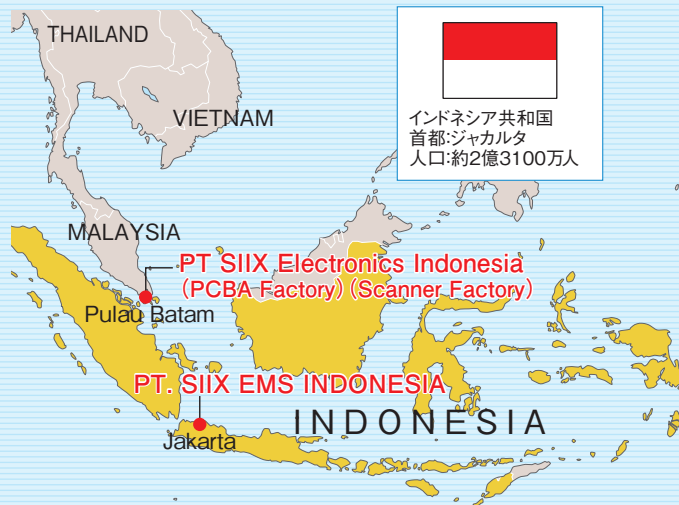 THAILAND
VIETNAM
インドネシア共和国
首都:ジャカルタ
人口:約2億3100万人
MALAYSIA
PT SIIX Electronics Indonesia
(PCBA Factory) (Scanner Factory)
Pulau Batam
PT. SIIX EMS INDONESIA
INDONESIA
Jakarta